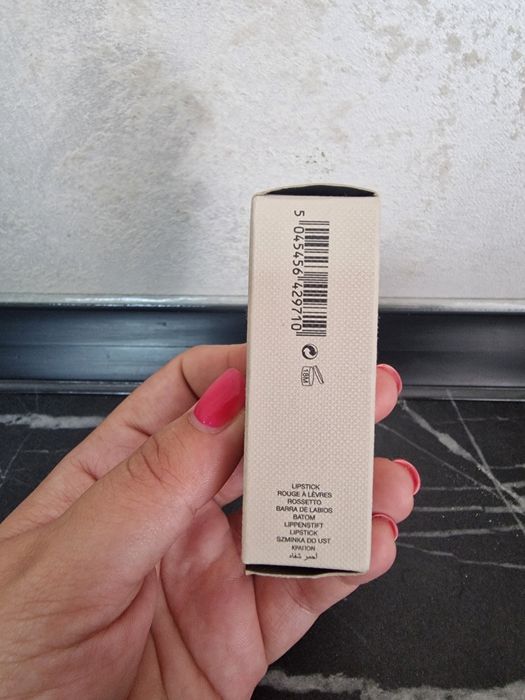 5 045456 429710
18M
LIPSTICK
ROUGE À LÈVRES
ROSSETTO
BARRA DE LABIOS
BATOM
LIPPENSTIFT
LIPSTICK
SZMINKA DO UST
ΚΡΑΓΙΟΝ
أحمر شفاه